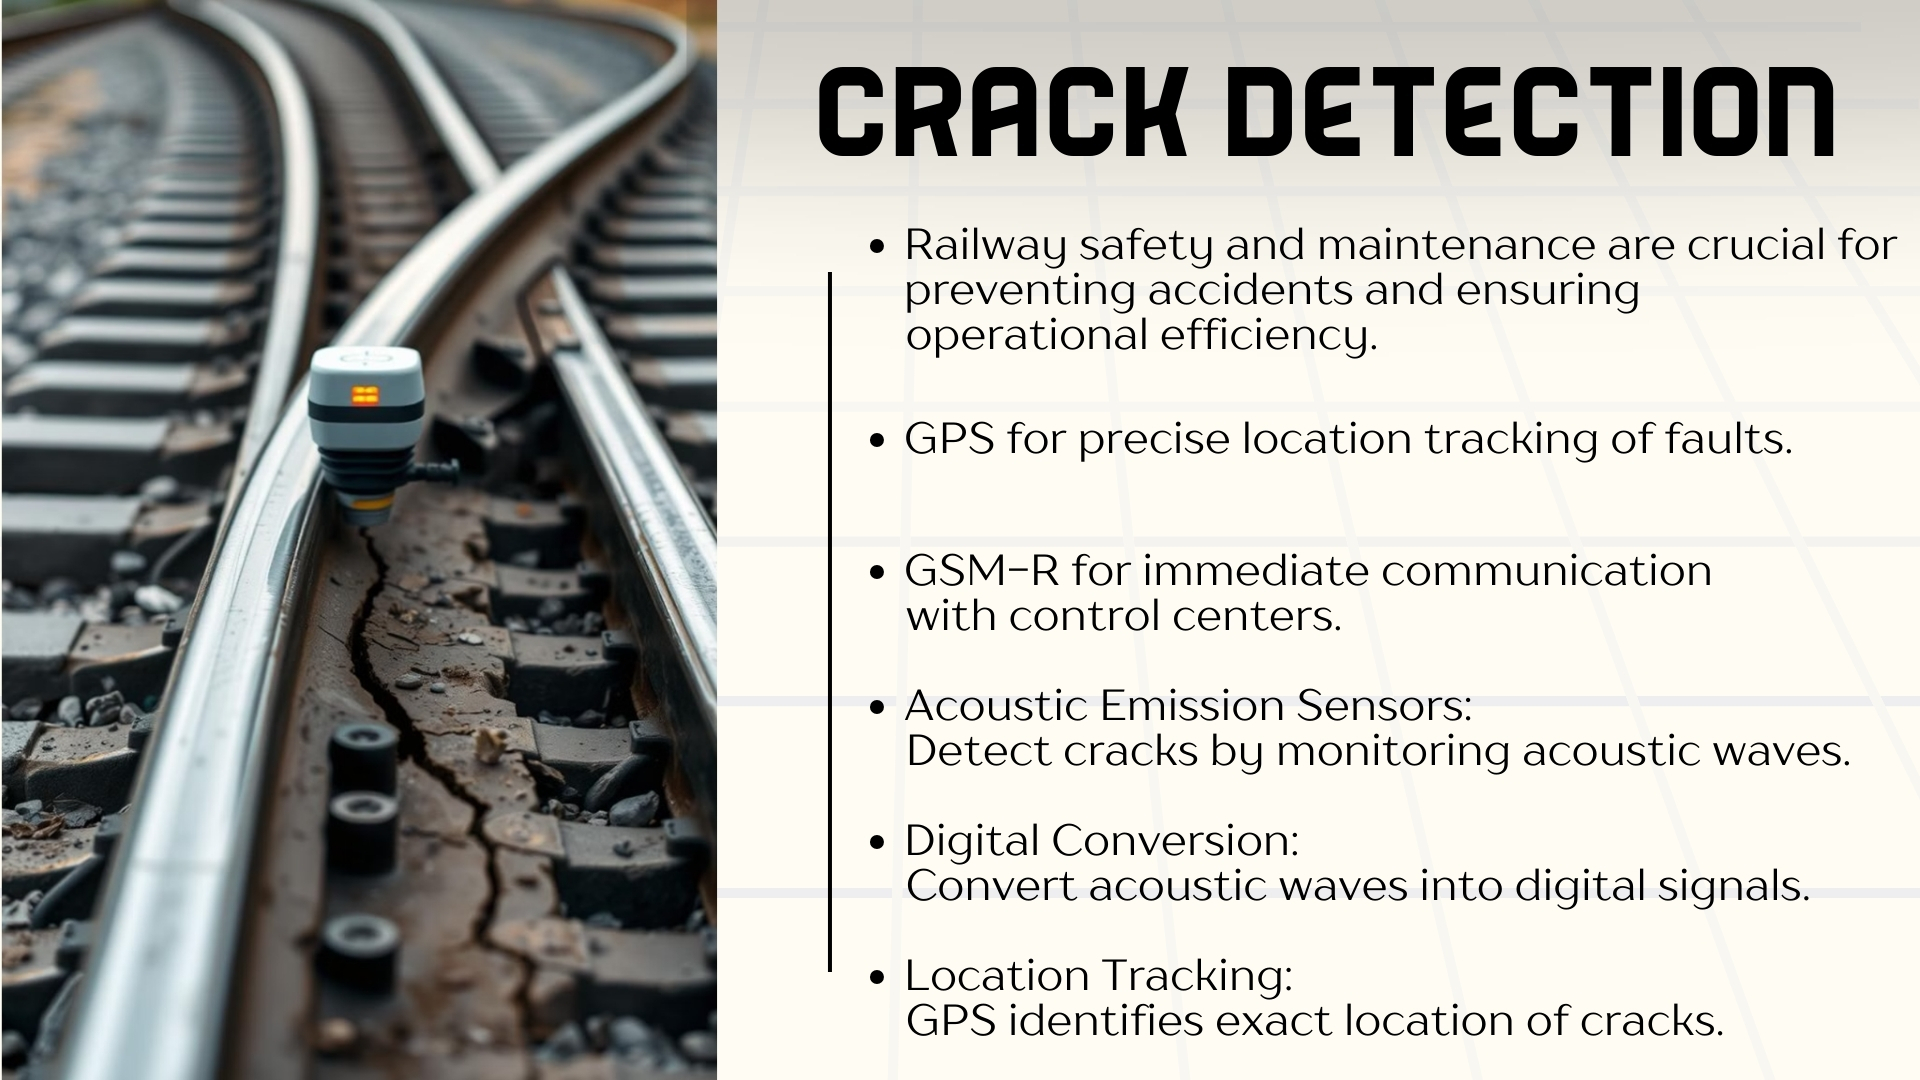 CRACK DETECTION
• Railway safety and maintenance are crucial for
preventing accidents and ensuring
operational efficiency.
• GPS for precise location tracking of faults.
• GSM-R for immediate communication
with control centers.
• Acoustic Emission Sensors:
Detect cracks by monitoring acoustic waves.
• Digital Conversion:
Convert acoustic waves into digital signals.
• Location Tracking:
GPS identifies exact location of cracks.